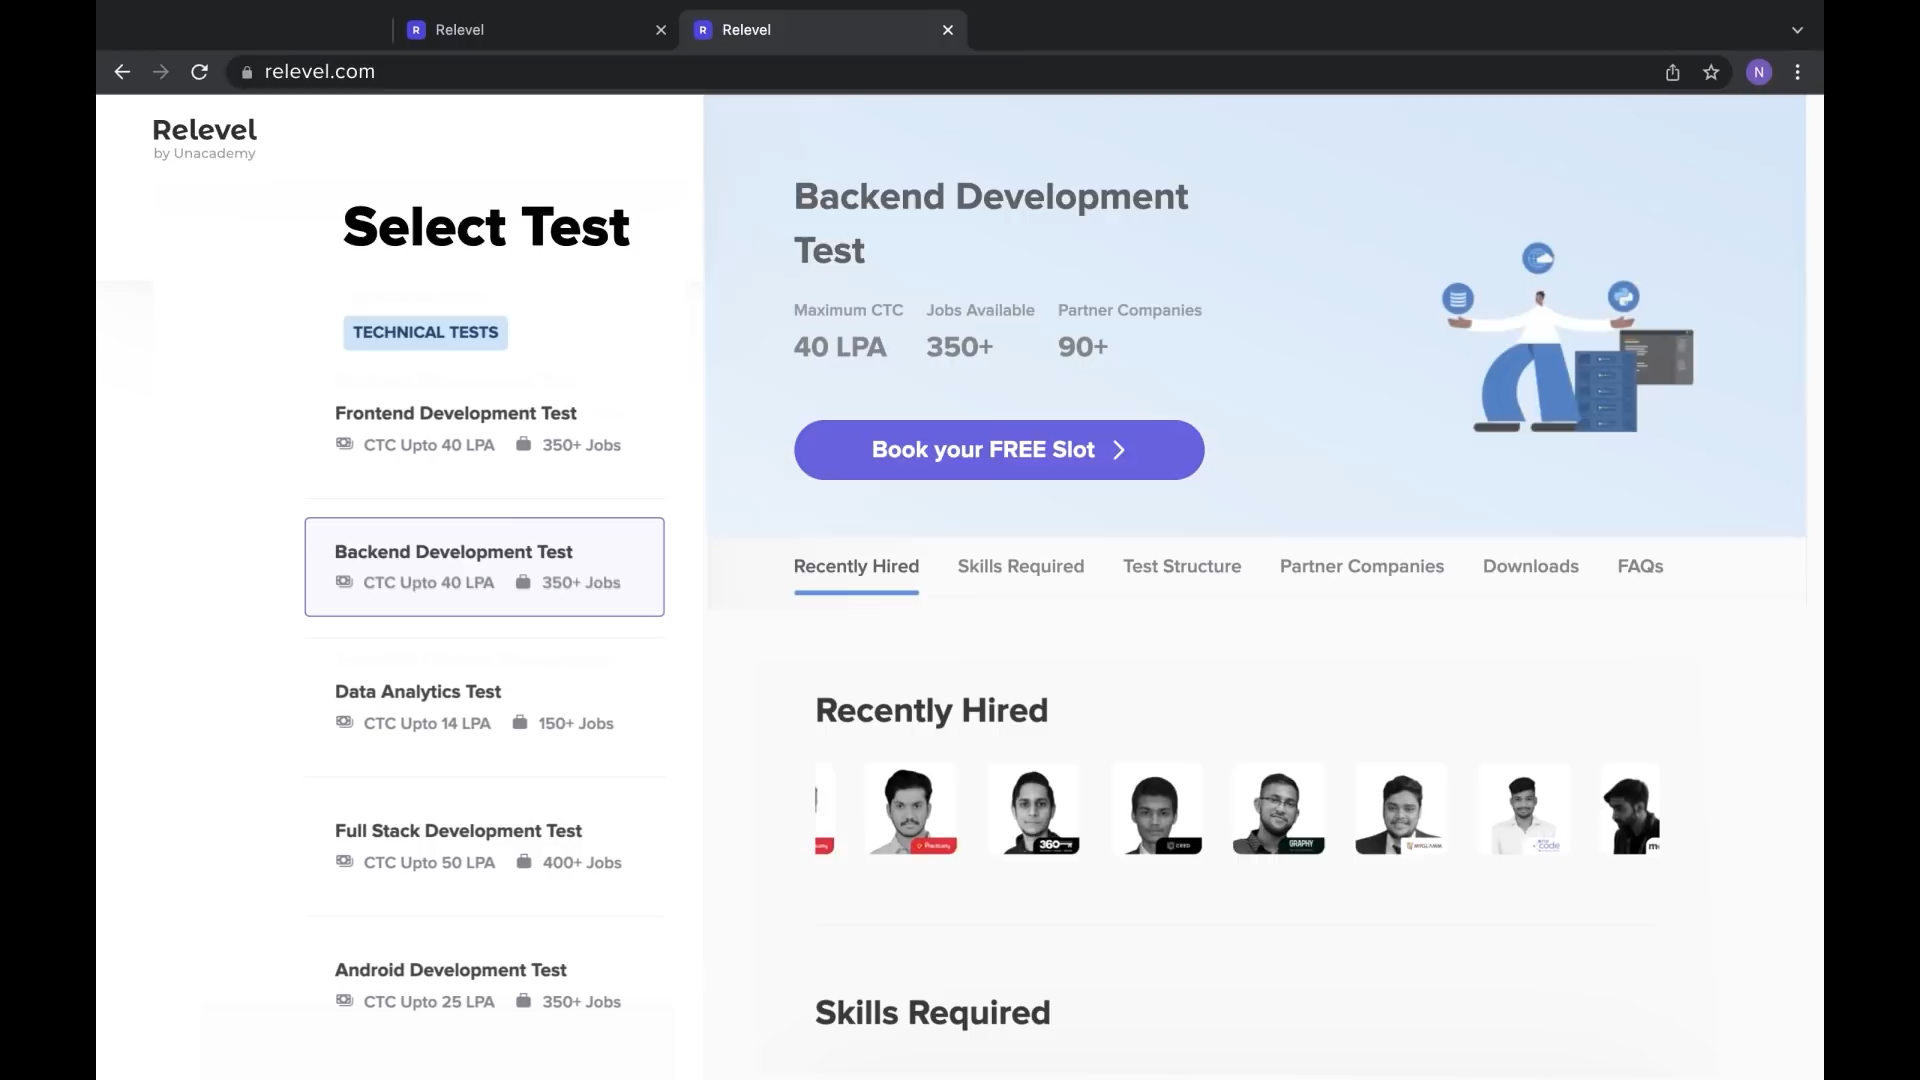 Relevel
Relevel
relevel.com
N
Relevel
by Unacademy
Select Test
TECHNICAL TESTS
Frontend Development Test
CTC Upto 40 LPA 350+ Jobs
Backend Development Test
CTC Upto 40 LPA 350+ Jobs
Data Analytics Test
CTC Upto 14 LPA 150+ Jobs
Full Stack Development Test
CTC Upto 50 LPA 400+ Jobs
Android Development Test
CTC Upto 25 LPA 350+ Jobs
Backend Development
Test
Maximum CTC Jobs Available Partner Companies
40 LPA 350+ 90+
Book your FREE Slot
Recently Hired Skills Required Test Structure Partner Companies Downloads FAQs
Recently Hired
360
GRAPHY
code
Skills Required